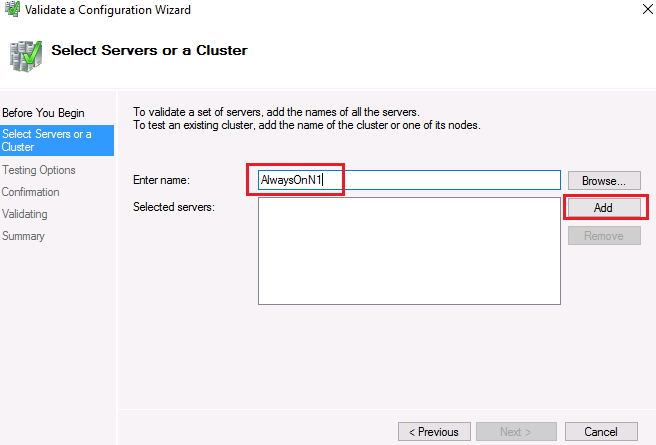 Validate a Configuration Wizard
Select Servers or a Cluster
Before You Begin
Select Servers or a
Cluster
Testing Options
Confirmation
Validating
Summary
To validate a set of servers, add the names of all the servers.
To test an existing cluster, add the name of the cluster or one of its nodes.
Enter name:
AlwaysOnN1
Browse...
Selected servers:
Add
Remove
< Previous
Next >
Cancel